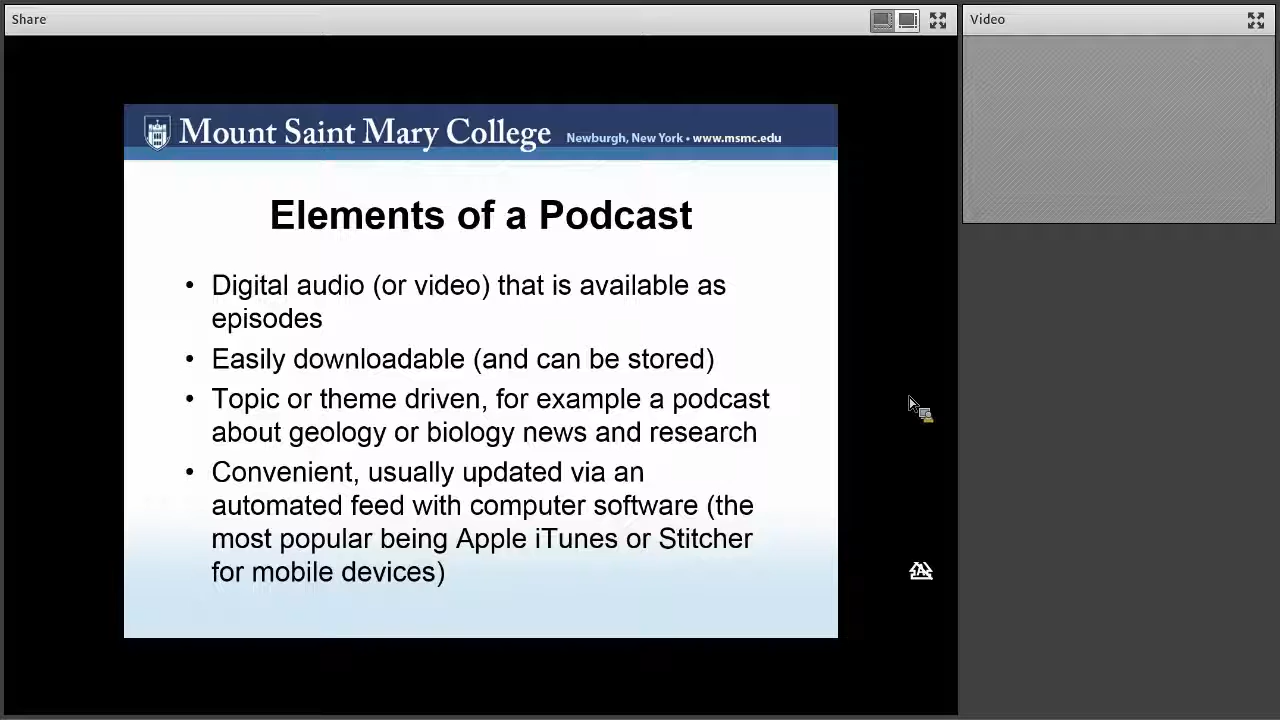 Share
Video
Mount Saint Mary College Newburgh, New York • www.msmc.edu
Elements of a Podcast
• Digital audio (or video) that is available as
episodes
• Easily downloadable (and can be stored)
• Topic or theme driven, for example a podcast
about geology or biology news and research
• Convenient, usually updated via an
automated feed with computer software (the
most popular being Apple iTunes or Stitcher
for mobile devices)